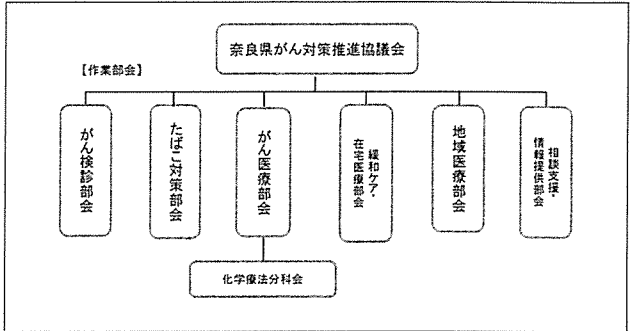 奈良県がん対策推進協議会
【作業部会】
がん検診部会
たばこ対策部会
がん医療部会
緩和ケア・
在宅医療部会
地域医療部会
相談支援・
情報提供部会
化学療法分科会